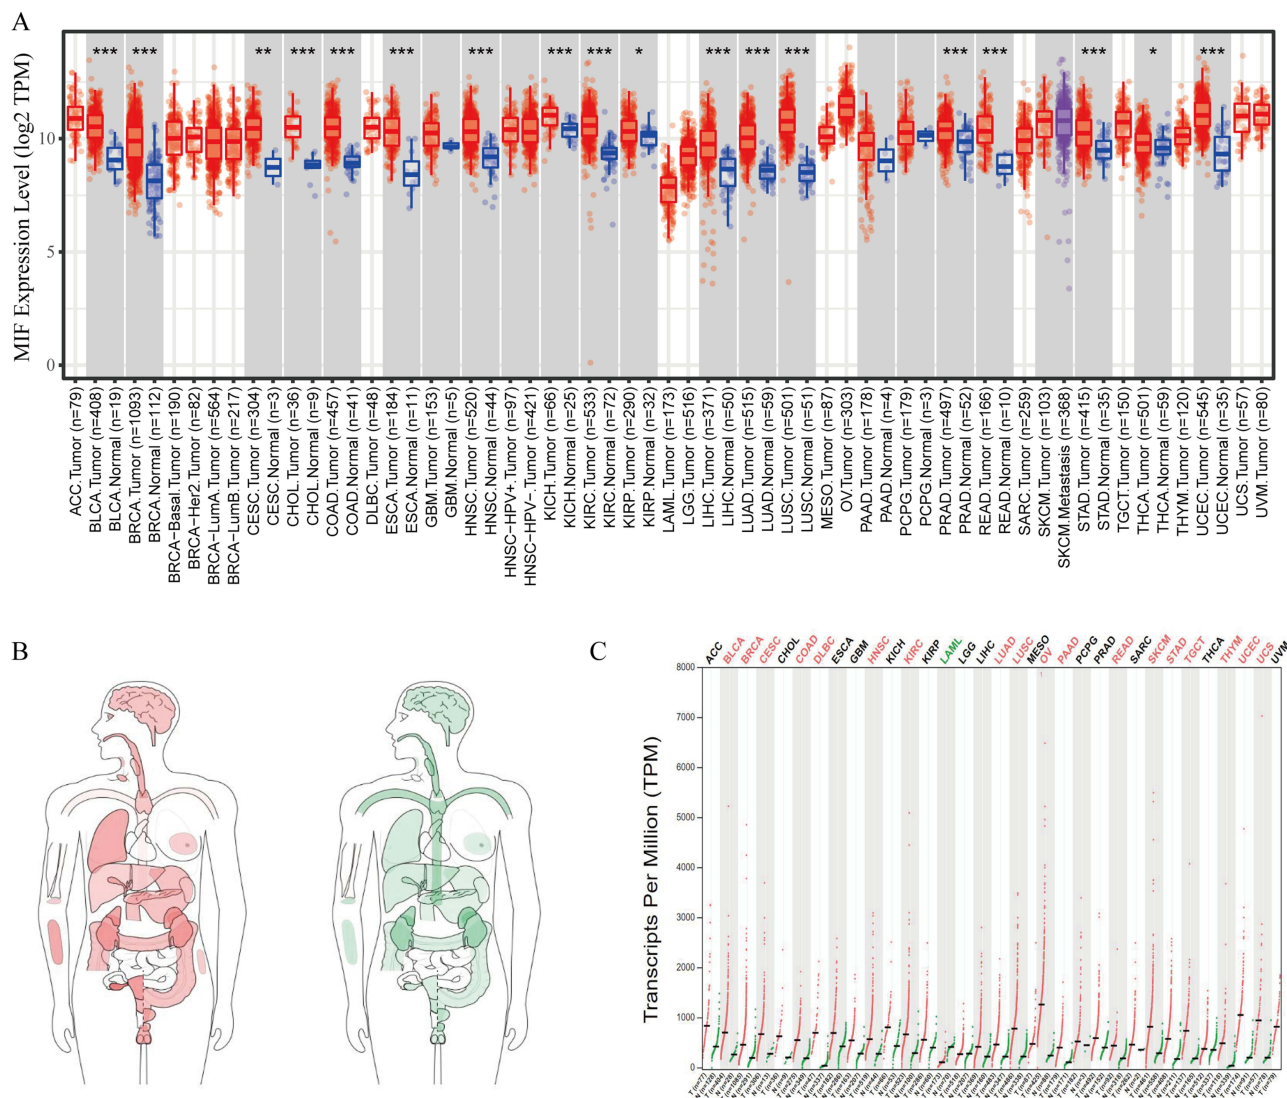 A
MIF Expression Level (log2 TPM)
10
5
0
*** *** ** *** *** *** *** *** *** * *** *** *** *** *** *** * ***
ACC.Tumor (n=79)
BLCA.Tumor (n=408)
BLCA.Normal (n=19)
BRCA.Tumor (n=1093)
BRCA.Normal (n=112)
BRCA−Basal.Tumor (n=190)
BRCA−Her2.Tumor (n=82)
BRCA−LumA.Tumor (n=564)
BRCA−LumB.Tumor (n=217)
CESC.Tumor (n=304)
CESC.Normal (n=3)
CHOL.Tumor (n=36)
CHOL.Normal (n=9)
COAD.Tumor (n=457)
COAD.Normal (n=41)
DLBC.Tumor (n=48)
ESCA.Tumor (n=184)
ESCA.Normal (n=11)
GBM.Tumor (n=153)
GBM.Normal (n=5)
HNSC.Tumor (n=520)
HNSC.Normal (n=44)
HNSC−HPV+.Tumor (n=97)
HNSC−HPV−.Tumor (n=421)
KICH.Tumor (n=66)
KICH.Normal (n=25)
KIRC.Tumor (n=533)
KIRC.Normal (n=72)
KIRP.Tumor (n=290)
KIRP.Normal (n=32)
LAML.Tumor (n=173)
LGG.Tumor (n=516)
LIHC.Tumor (n=371)
LIHC.Normal (n=50)
LUAD.Tumor (n=515)
LUAD.Normal (n=59)
LUSC.Tumor (n=501)
LUSC.Normal (n=51)
MESO.Tumor (n=87)
OV.Tumor (n=303)
PAAD.Tumor (n=178)
PAAD.Normal (n=4)
PCPG.Tumor (n=179)
PCPG.Normal (n=3)
PRAD.Tumor (n=497)
PRAD.Normal (n=52)
READ.Tumor (n=166)
READ.Normal (n=10)
SARC.Tumor (n=259)
SKCM.Tumor (n=103)
SKCM.Metastasis (n=368)
STAD.Tumor (n=415)
STAD.Normal (n=35)
TGCT.Tumor (n=150)
THCA.Tumor (n=501)
THCA.Normal (n=59)
THYM.Tumor (n=120)
UCEC.Tumor (n=545)
UCEC.Normal (n=35)
UCS.Tumor (n=57)
UVM.Tumor (n=80)
B
C
ACC BLCA BRCA CESC CHOL COAD DLBC ESCA GBM HNSC KICH KIRC KIRP LAML LGG LIHC LUAD LUSC MESO OV PAAD PCPG PRAD READ SARC SKCM STAD TGCT THCA THYM UCEC UCS UVM
Transcripts Per Million (TPM)
8000
7000
6000
5000
4000
3000
2000
1000
0